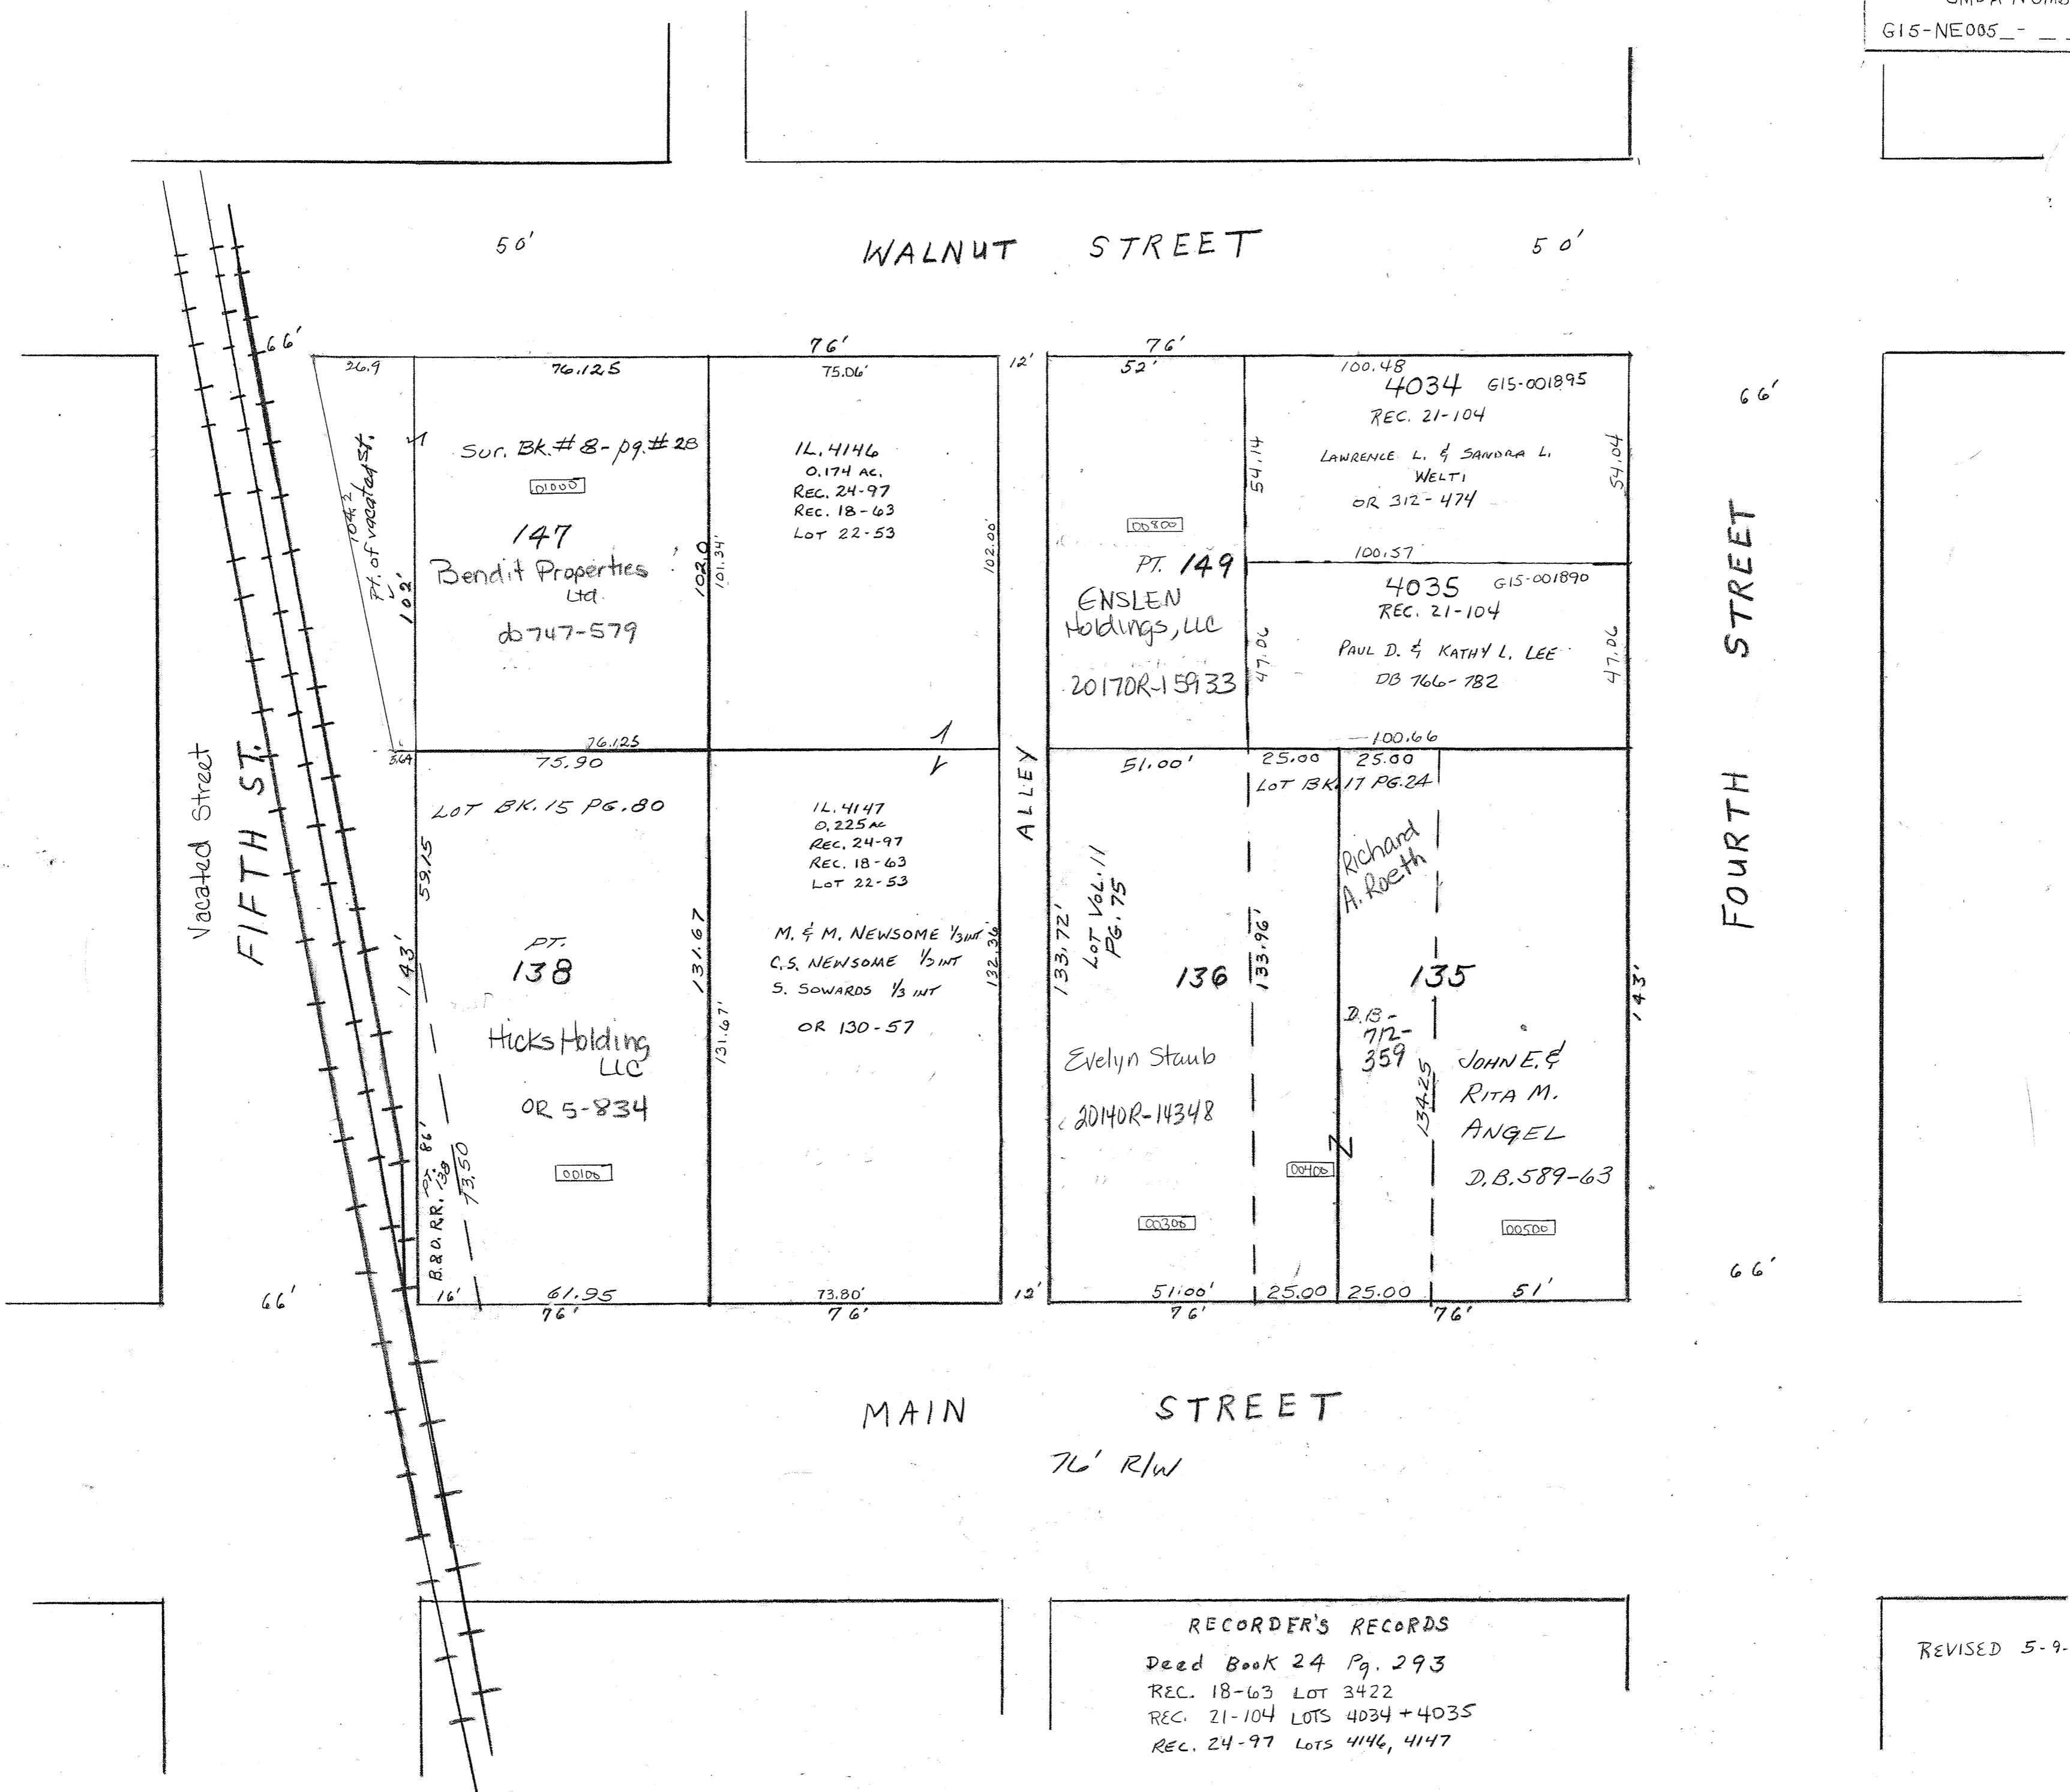 G15-NE005_- _ _
50'
WALNUT STREET
50'
66'
26.9
76.125
76'
75.06'
12'
76'
52'
100.48
4034 G15-001895
REC. 21-104
LAWRENCE L. & SANDRA L.
WELTI
OR 312-474
54.14
54.04
66'
Pt. of vacated St.
104.2
102'
Sur. Bk.# 8-pg.# 28
01000
147
Bendit Properties
Ltd.
db 747-579
102.0
101.34'
76.125
IL.4146
0.174 AC.
REC. 24-97
REC. 18-63
LOT 22-53
102.00'
00800
PT. 149
ENSLEN
Holdings, LLC
2017OR-15933
100.57
4035 G15-001890
REC. 21-104
PAUL D. & KATHY L. LEE
DB 766-782
47.06
47.06
100.66
Vacated Street
FIFTH ST.
3.64
75.90
LOT BK. 15 PG. 80
59.15
143'
PT.
138
Hicks Holding
LLC
OR 5-834
00100
131.67
131.67'
B.&O. R.R. PT. 138
86'
73.50
16'
61.95
76'
66'
IL.4147
0.225 AC
REC. 24-97
REC. 18-63
LOT 22-53
M. & M. NEWSOME 1/3 INT
C.S. NEWSOME 1/3 INT
S. SOWARDS 1/3 INT
OR 130-57
132.36
73.80'
76'
ALLEY
12'
51.00'
25.00
25.00
LOT BK. 17 PG. 24
133.72'
LOT VOL. 11
PG. 75
136
133.96'
Evelyn Staub
2014OR-14348
00300
51.00'
76'
Richard
A. Roeth
D.B-
712-
359
00400
25.00
25.00
134.25
135
JOHN E. &
RITA M.
ANGEL
D.B. 589-63
00500
51'
76'
143'
FOURTH STREET
66'
MAIN STREET
76' R/W
RECORDER'S RECORDS
Deed Book 24 Pg. 293
REC. 18-63 LOT 3422
REC. 21-104 LOTS 4034 + 4035
REC. 24-97 LOTS 4146, 4147
REVISED 5-9-